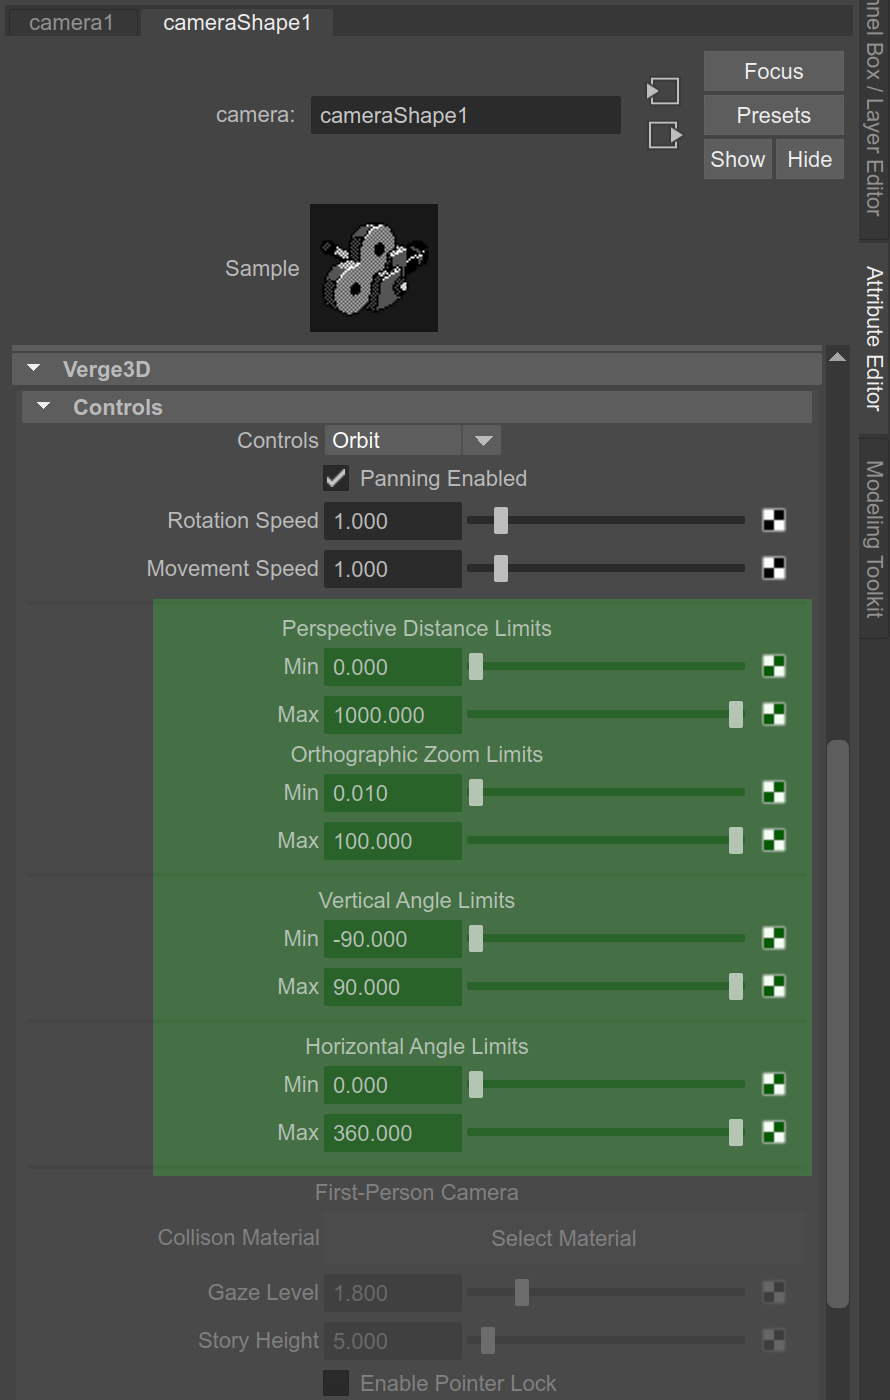 camera1 cameraShape1
camera: cameraShape1
Focus
Presets
Show Hide
Sample
Verge3D
Controls
Controls Orbit
Panning Enabled
Rotation Speed 1.000
Movement Speed 1.000
Perspective Distance Limits
Min 0.000
Max 1000.000
Orthographic Zoom Limits
Min 0.010
Max 100.000
Vertical Angle Limits
Min -90.000
Max 90.000
Horizontal Angle Limits
Min 0.000
Max 360.000
First-Person Camera
Collison Material Select Material
Gaze Level 1.800
Story Height 5.000
Enable Pointer Lock
Box / Layer Editor
Attribute Editor
Modeling Toolkit